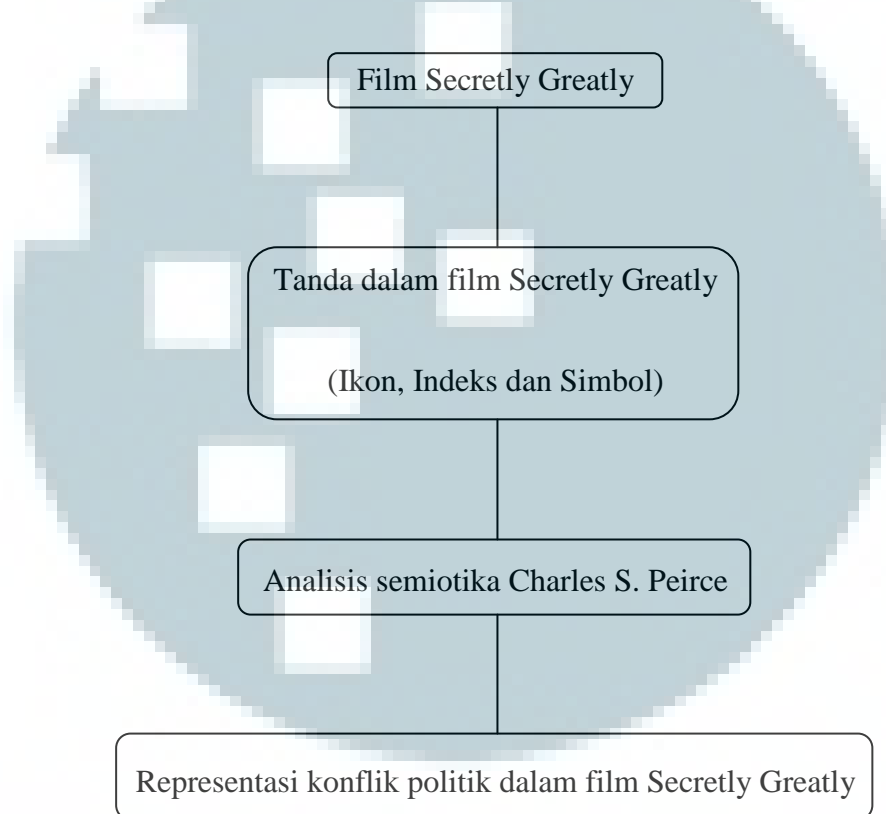 Film Secretly Greatly
Tanda dalam film Secretly Greatly
(Ikon, Indeks dan Simbol)
Analisis semiotika Charles S. Peirce
Representasi konflik politik dalam film Secretly Greatly